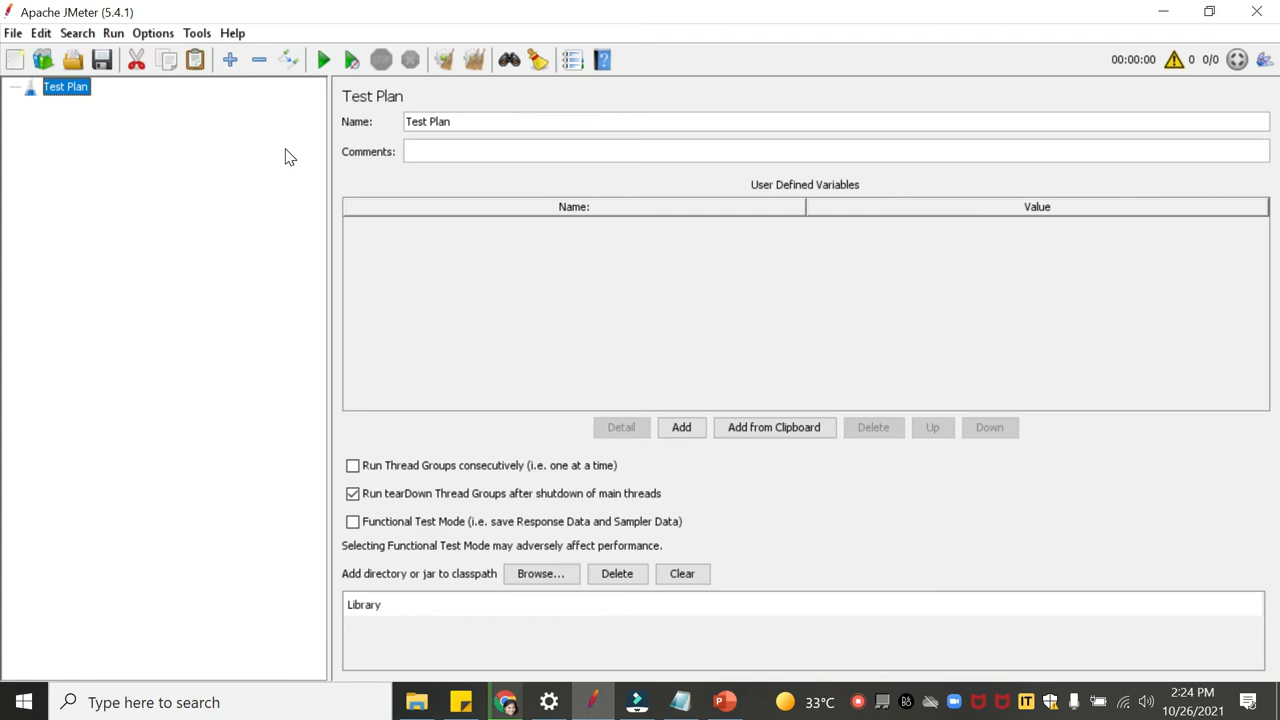 Apache JMeter (5.4.1)
File Edit Search Run Options Tools Help
00:00:00 0 0/0
Test Plan
Test Plan
Name: Test Plan
Comments:
User Defined Variables
Name: Value
Detail Add Add from Clipboard Delete Up Down
Run Thread Groups consecutively (i.e. one at a time)
Run tearDown Thread Groups after shutdown of main threads
Functional Test Mode (i.e. save Response Data and Sampler Data)
Selecting Functional Test Mode may adversely affect performance.
Add directory or jar to classpath Browse... Delete Clear
Library
Type here to search
33°C
IT
2:24 PM
10/26/2021